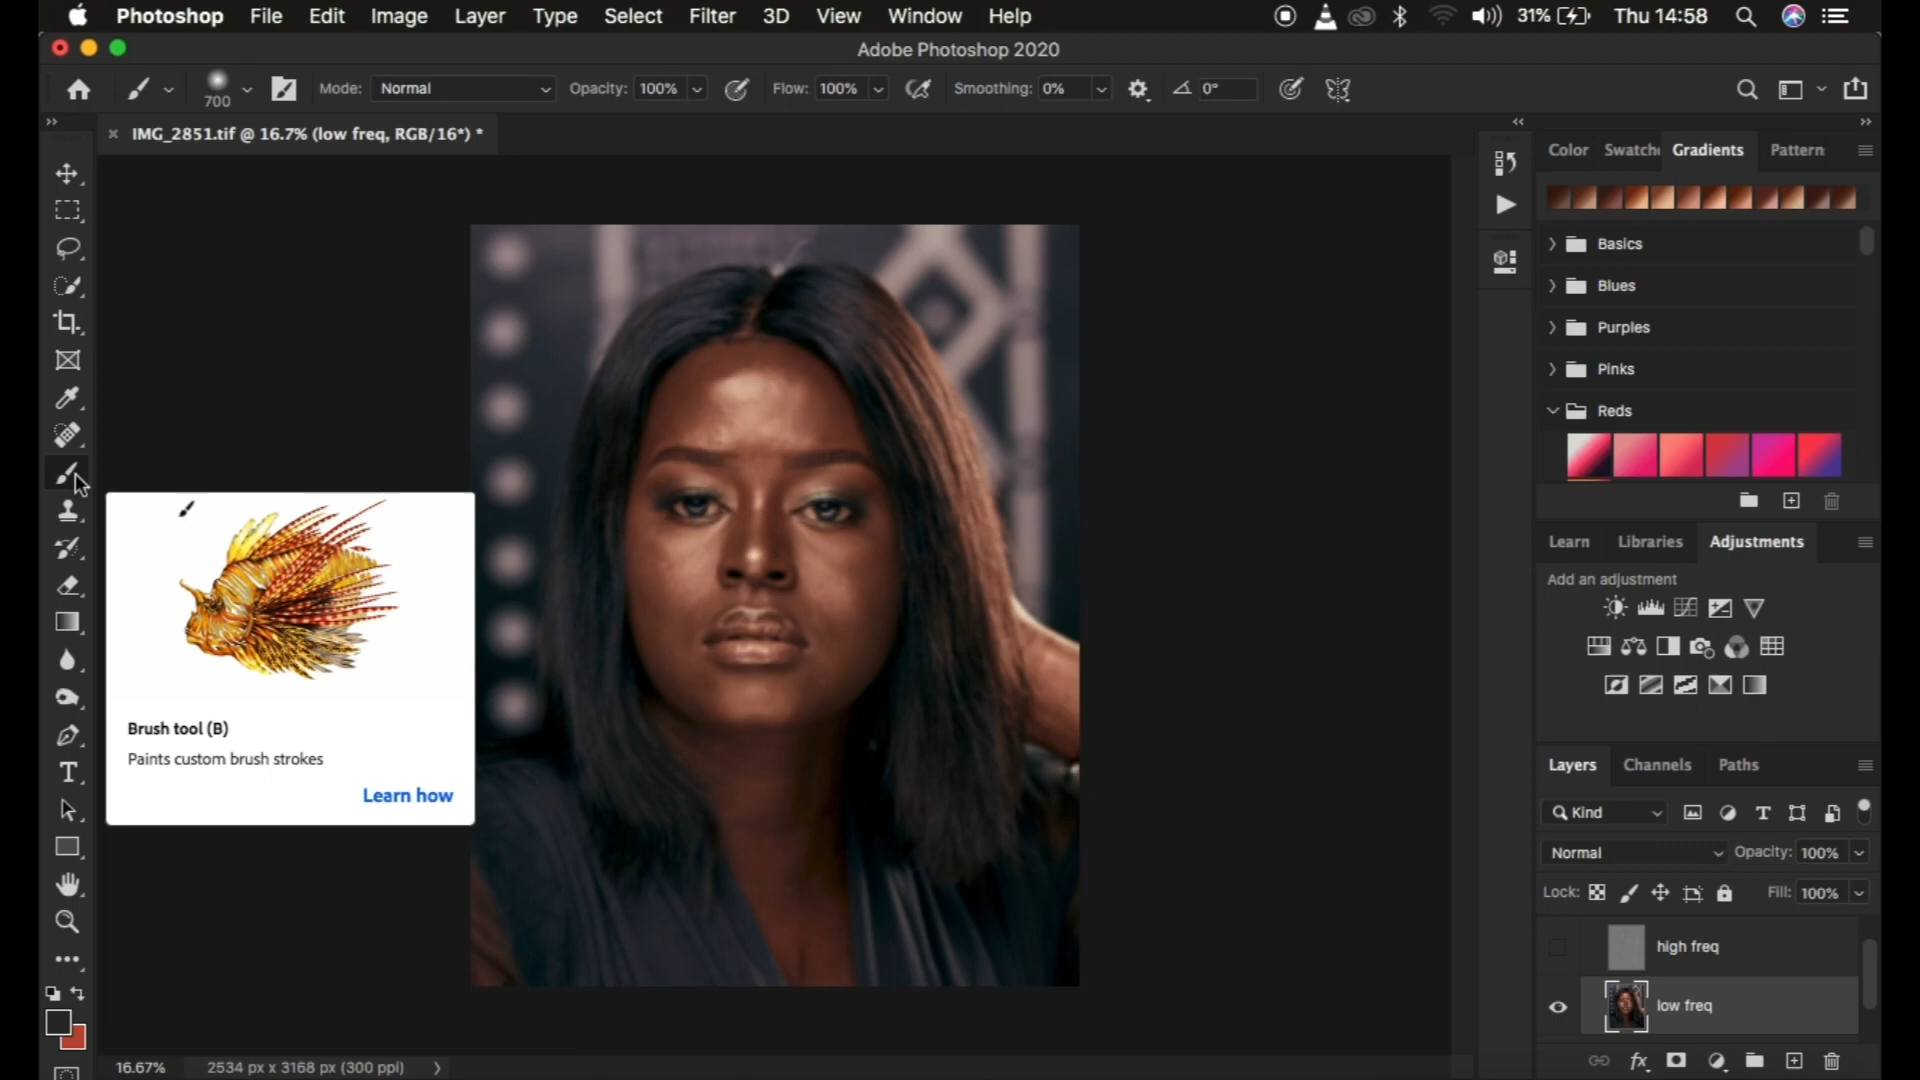 Photoshop File Edit Image Layer Type Select Filter 3D View Window Help 31% Thu 14:58
Adobe Photoshop 2020
700 Mode: Normal Opacity: 100% Flow: 100% Smoothing: 0% 0°
IMG_2851.tif @ 16.7% (low freq, RGB/16*) *
Color Swatche Gradients Pattern
Basics
Blues
Purples
Pinks
Reds
Brush tool (B)
Paints custom brush strokes
Learn how
Learn Libraries Adjustments
Add an adjustment
Layers Channels Paths
Kind
Normal Opacity: 100%
Lock: Fill: 100%
high freq
low freq
16.67% 2534 px x 3168 px (300 ppi)